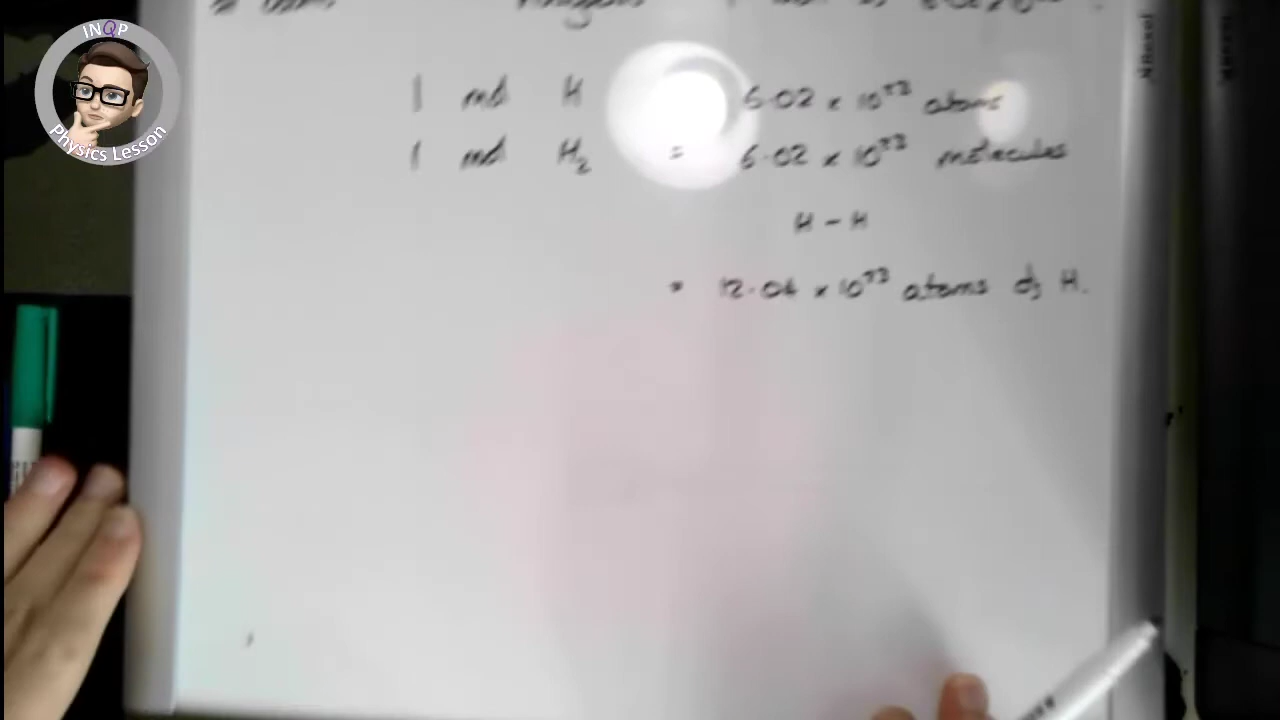 INQP
Physics Lesson
1 mol H = 6.02 x 10²³ atoms
1 mol H₂ = 6.02 x 10²³ molecules
H - H
= 12.04 x 10²³ atoms of H.